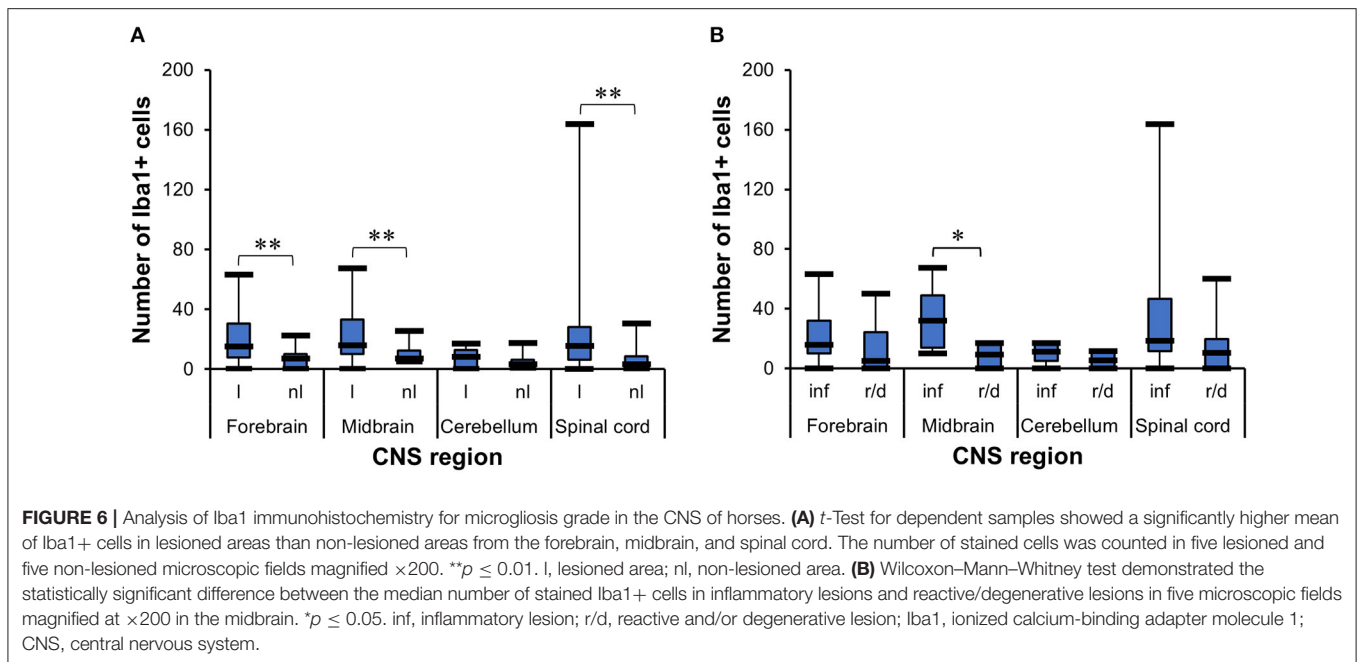 A
B
200
160
120
80
40
0
Number of Iba1+ cells
**
**
**
l nl l nl l nl l nl
Forebrain Midbrain Cerebellum Spinal cord
CNS region
200
160
120
80
40
0
Number of Iba1+ cells
*
inf r/d inf r/d inf r/d inf r/d
Forebrain Midbrain Cerebellum Spinal cord
CNS region
FIGURE 6 | Analysis of Iba1 immunohistochemistry for microgliosis grade in the CNS of horses. (A) t-Test for dependent samples showed a significantly higher mean
of Iba1+ cells in lesioned areas than non-lesioned areas from the forebrain, midbrain, and spinal cord. The number of stained cells was counted in five lesioned and
five non-lesioned microscopic fields magnified ×200. **p ≤ 0.01. l, lesioned area; nl, non-lesioned area. (B) Wilcoxon–Mann–Whitney test demonstrated the
statistically significant difference between the median number of stained Iba1+ cells in inflammatory lesions and reactive/degenerative lesions in five microscopic fields
magnified at ×200 in the midbrain. *p ≤ 0.05. inf, inflammatory lesion; r/d, reactive and/or degenerative lesion; Iba1, ionized calcium-binding adapter molecule 1;
CNS, central nervous system.